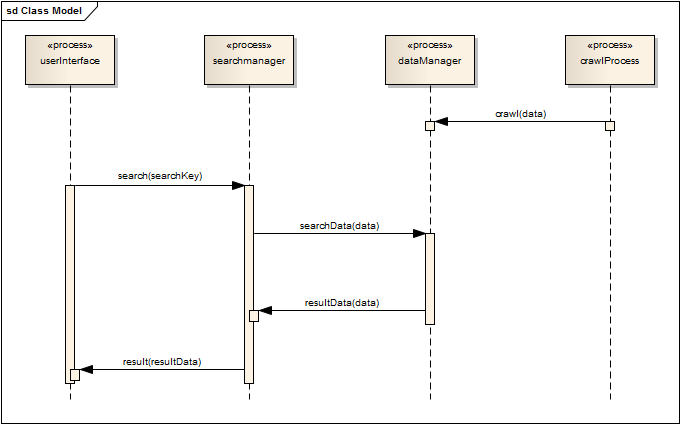 sd Class Model
«process»
userInterface
«process»
searchmanager
«process»
dataManager
«process»
crawlProcess
crawl(data)
search(searchKey)
searchData(data)
resultData(data)
result(resultData)